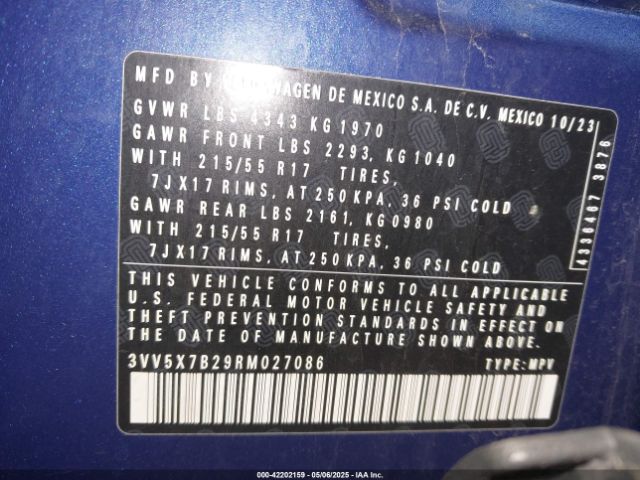 MFD BY VOLKSWAGEN DE MEXICO S.A. DE C.V. MEXICO 10/23
GVWR LBS 4343 KG 1970
GAWR FRONT LBS 2293, KG 1040
WITH 215/55 R17 TIRES,
7JX17 RIMS, AT 250 KPA, 36 PSI COLD
GAWR REAR LBS 2161, KG 0980
WITH 215/55 R17 TIRES,
7JX17 RIMS, AT 250 KPA, 36 PSI COLD
THIS VEHICLE CONFORMS TO ALL APPLICABLE
U.S. FEDERAL MOTOR VEHICLE SAFETY AND
THEFT PREVENTION STANDARDS IN EFFECT ON
THE DATE OF MANUFACTURE SHOWN ABOVE.
3VV5X7B29RM027086 TYPE: MPV
4336467 3876
000-42202159 - 05/06/2025 - IAA Inc.